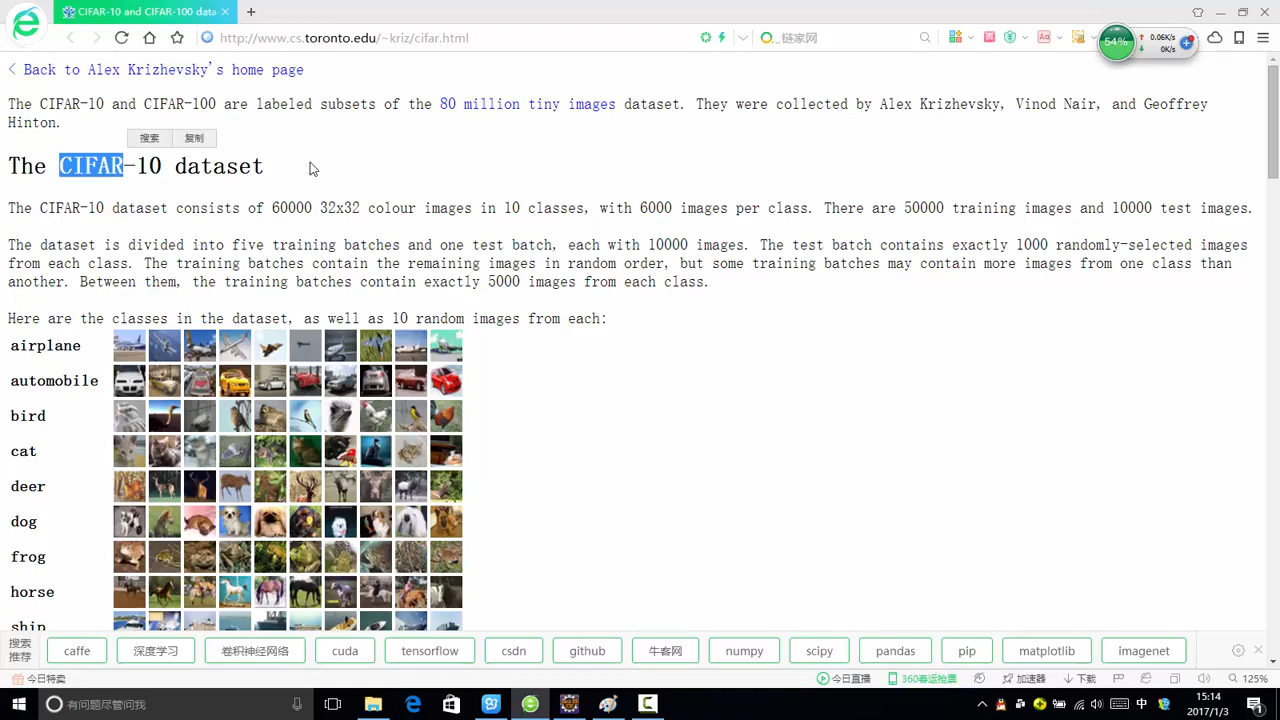 CIFAR-10 and CIFAR-100 data
http://www.cs.toronto.edu/~kriz/cifar.html
链家网
54%
0.06K/s
0K/s
< Back to Alex Krizhevsky's home page
The CIFAR-10 and CIFAR-100 are labeled subsets of the 80 million tiny images dataset. They were collected by Alex Krizhevsky, Vinod Nair, and Geoffrey
Hinton.
搜索 复制
The CIFAR-10 dataset
The CIFAR-10 dataset consists of 60000 32x32 colour images in 10 classes, with 6000 images per class. There are 50000 training images and 10000 test images.
The dataset is divided into five training batches and one test batch, each with 10000 images. The test batch contains exactly 1000 randomly-selected images
from each class. The training batches contain the remaining images in random order, but some training batches may contain more images from one class than
another. Between them, the training batches contain exactly 5000 images from each class.
Here are the classes in the dataset, as well as 10 random images from each:
airplane
automobile
bird
cat
deer
dog
frog
horse
ship
搜索
推荐
caffe 深度学习 卷积神经网络 cuda tensorflow csdn github 牛客网 numpy scipy pandas pip matplotlib imagenet
今日特卖 今日直播 360春运抢票 加速器 下载 125%
有问题尽管问我
中
15:14
2017/1/3